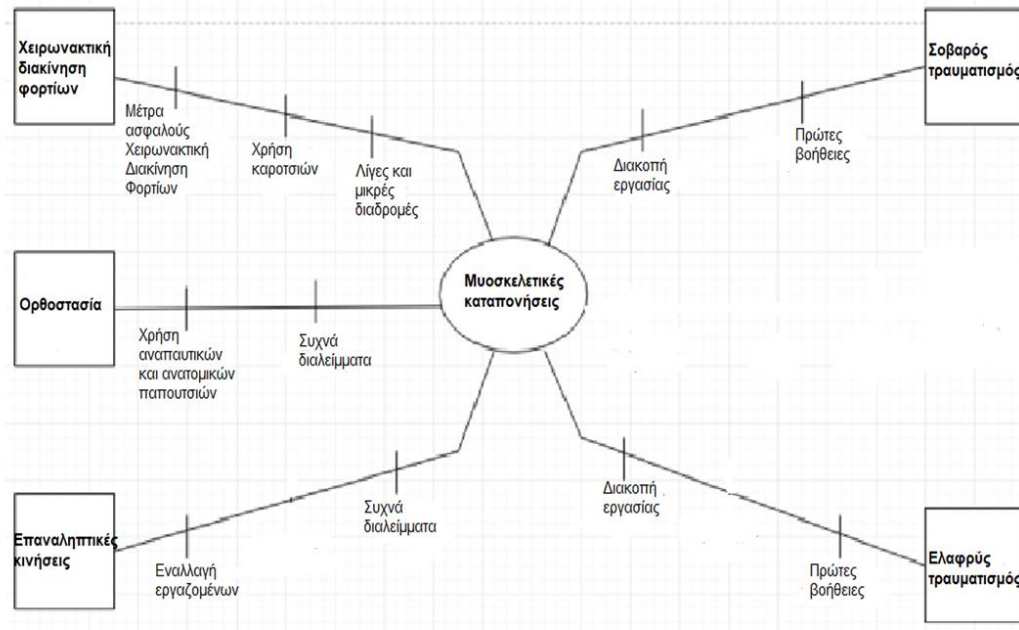 Χειρωνακτική
διακίνηση
φορτίων
Μέτρα
ασφαλούς
Χειρωνακτική
Διακίνηση
Φορτίων
Χρήση
καροτσιών
Λίγες και
μικρές
διαδρομές
Ορθοστασία
Χρήση
αναπαυτικών
και ανατομικών
παπουτσιών
Συχνά
διαλείμματα
Επαναληπτικές
κινήσεις
Εναλλαγή
εργαζομένων
Συχνά
διαλείμματα
Μυοσκελετικές
καταπονήσεις
Διακοπή
εργασίας
Πρώτες
βοήθειες
Σοβαρός
τραυματισμός
Διακοπή
εργασίας
Πρώτες
βοήθειες
Ελαφρύς
τραυματισμός